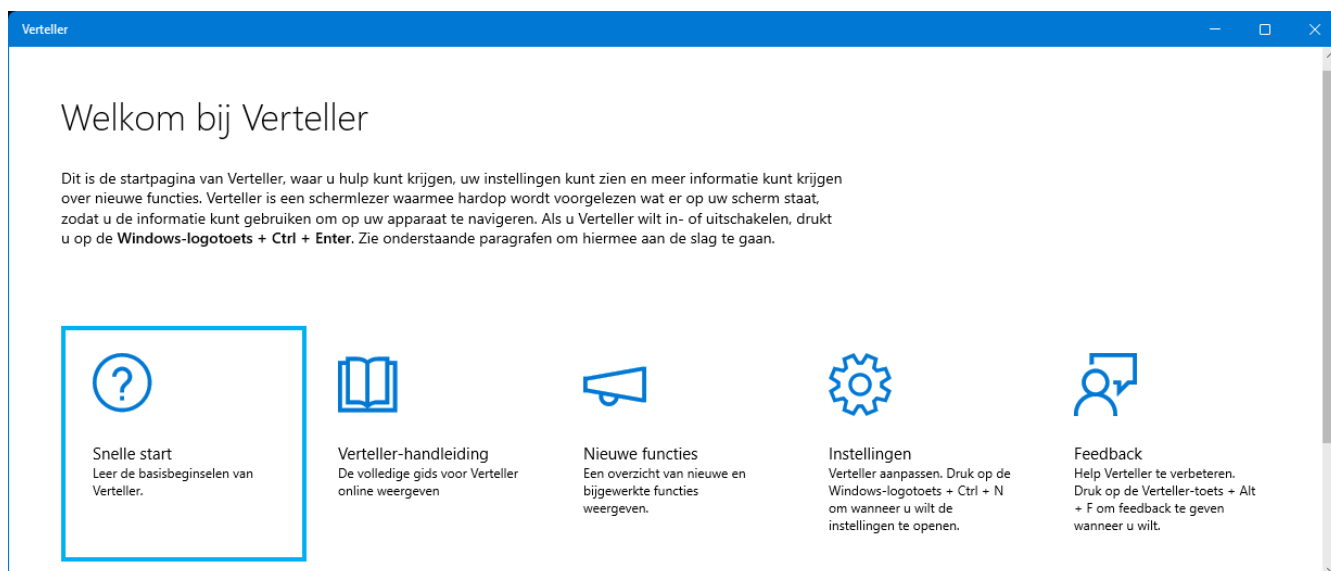 Verteller
Welkom bij Verteller
Dit is de startpagina van Verteller, waar u hulp kunt krijgen, uw instellingen kunt zien en meer informatie kunt krijgen
over nieuwe functies. Verteller is een schermlezer waarmee hardop wordt voorgelezen wat er op uw scherm staat,
zodat u de informatie kunt gebruiken om op uw apparaat te navigeren. Als u Verteller wilt in- of uitschakelen, drukt
u op de Windows-logotoets + Ctrl + Enter. Zie onderstaande paragrafen om hiermee aan de slag te gaan.
Snelle start
Leer de basisbeginselen van
Verteller.
Verteller-handleiding
De volledige gids voor Verteller
online weergeven
Nieuwe functies
Een overzicht van nieuwe en
bijgewerkte functies
weergeven.
Instellingen
Verteller aanpassen. Druk op de
Windows-logotoets + Ctrl + N
om wanneer u wilt de
instellingen te openen.
Feedback
Help Verteller te verbeteren.
Druk op de Verteller-toets + Alt
+ F om feedback te geven
wanneer u wilt.